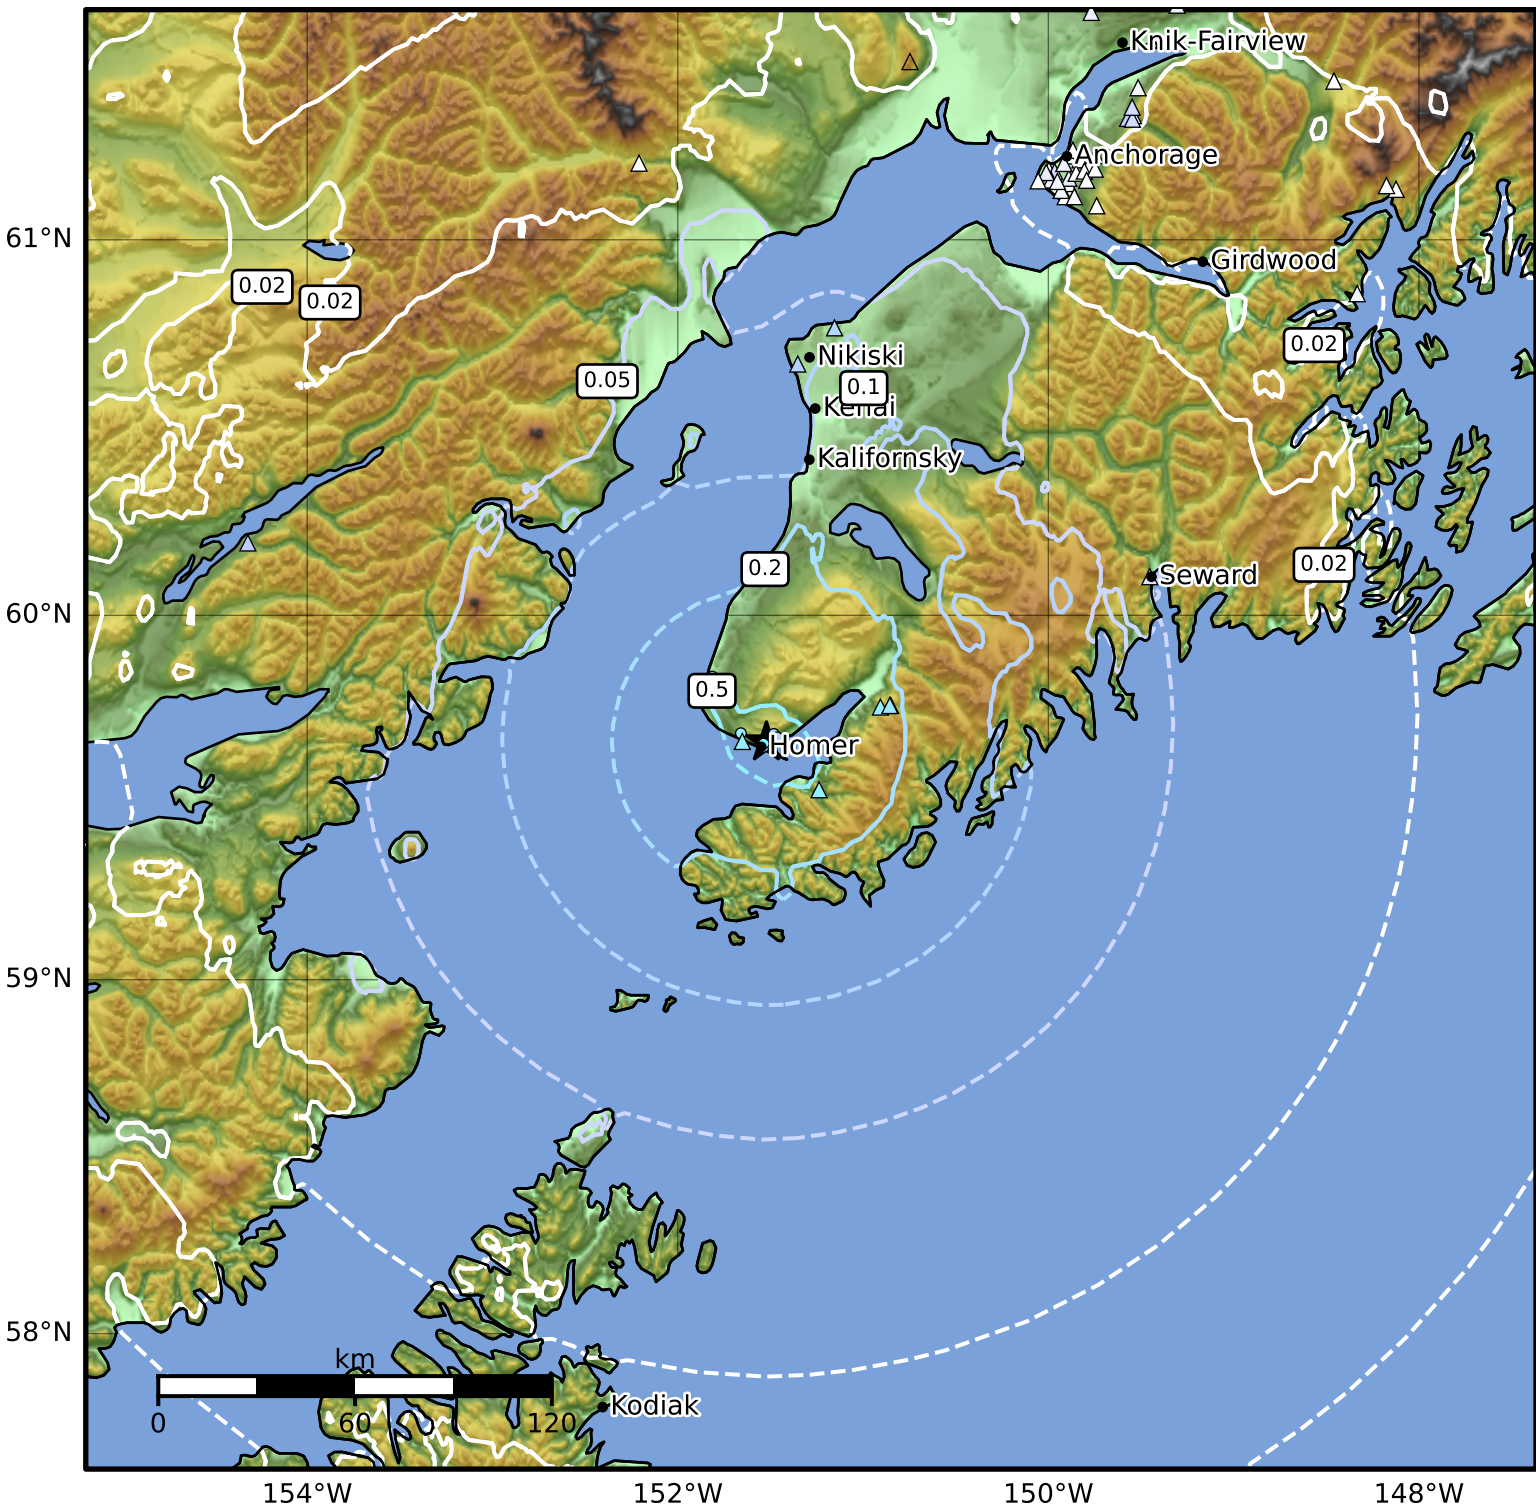 Knik-Fairview
Anchorage
61°N
Girdwood
0.02
0.02
0.02
Nikiski
0.05
0.1
Kenai
Kalifornsky
0.2
0.02
Seward
60°N
0.5
Homer
59°N
58°N
km
0 60 120
Kodiak
154°W 152°W 150°W 148°W